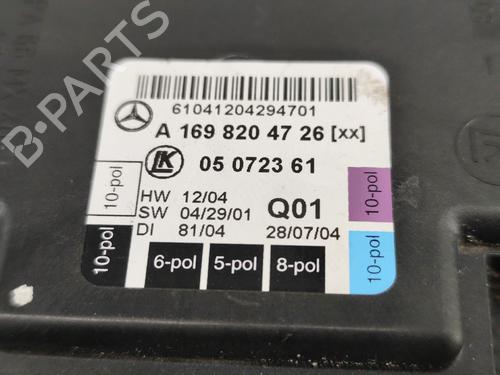 61041204294701
A 169 820 47 26 [xx]
LK 05 0723 61
HW 12/04
SW 04/29/01 Q01
DI 81/04 28/07/04
10-pol
10-pol
10-pol
10-pol
6-pol 5-pol 8-pol
B-Parts